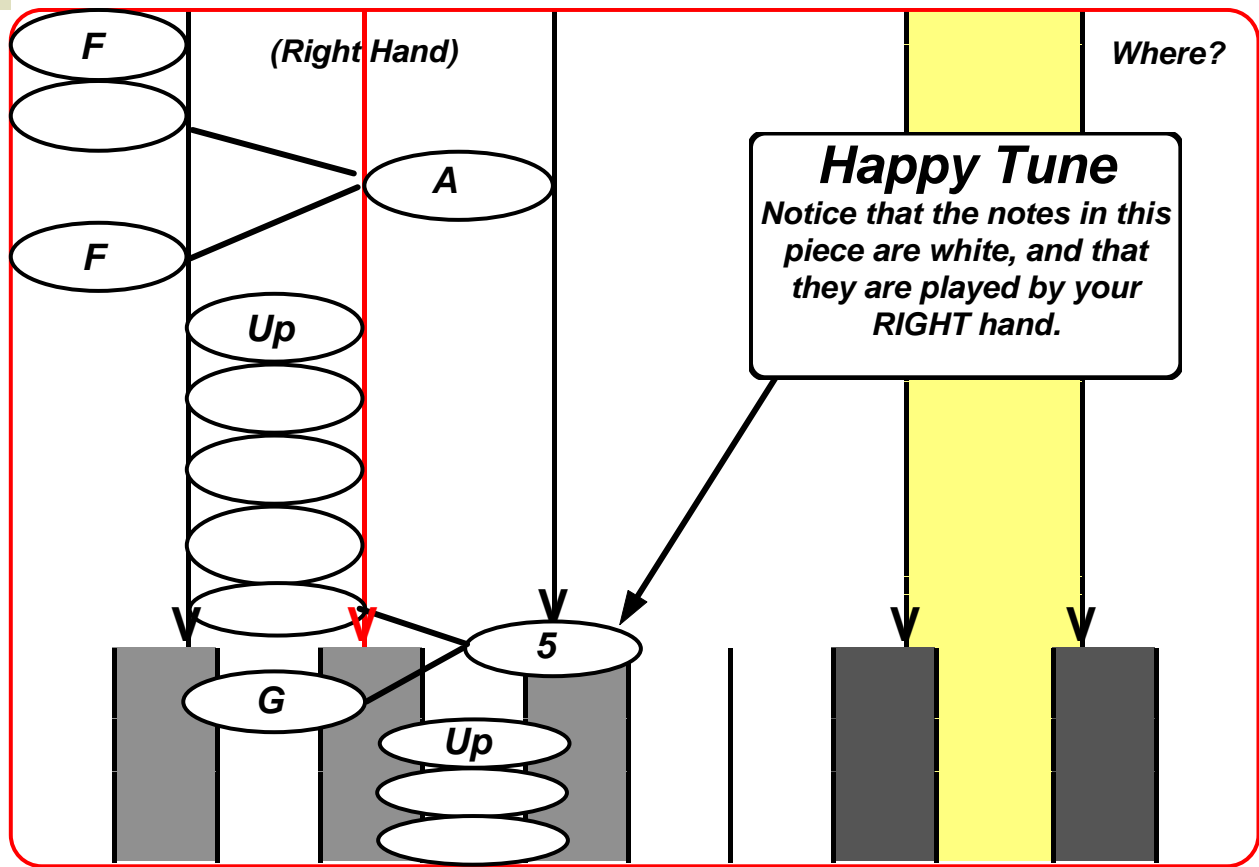 F
(Right Hand)
Where?
A
Happy Tune
Notice that the notes in this
piece are white, and that
they are played by your
RIGHT hand.
F
Up
V
V
V
V
V
5
G
Up